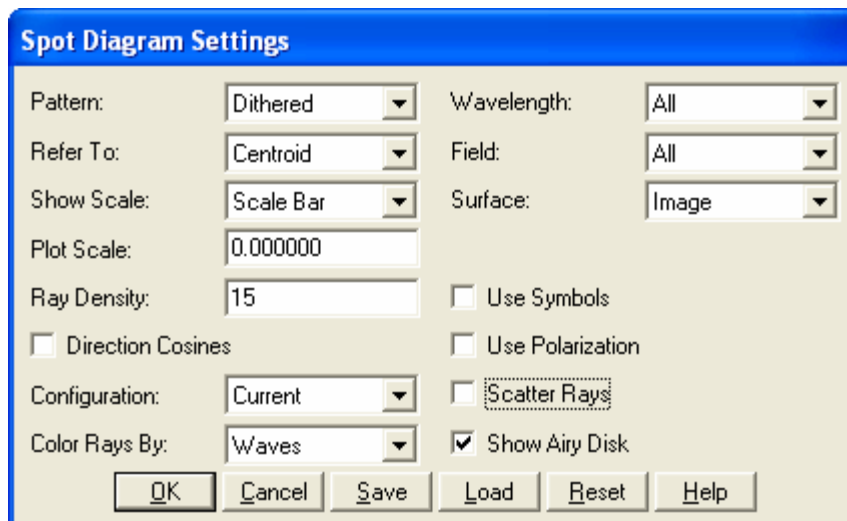 Spot Diagram Settings
Pattern: Dithered Wavelength: All
Refer To: Centroid Field: All
Show Scale: Scale Bar Surface: Image
Plot Scale: 0.000000
Ray Density: 15 Use Symbols
Direction Cosines Use Polarization
Configuration: Current Scatter Rays
Color Rays By: Waves Show Airy Disk
OK Cancel Save Load Reset Help